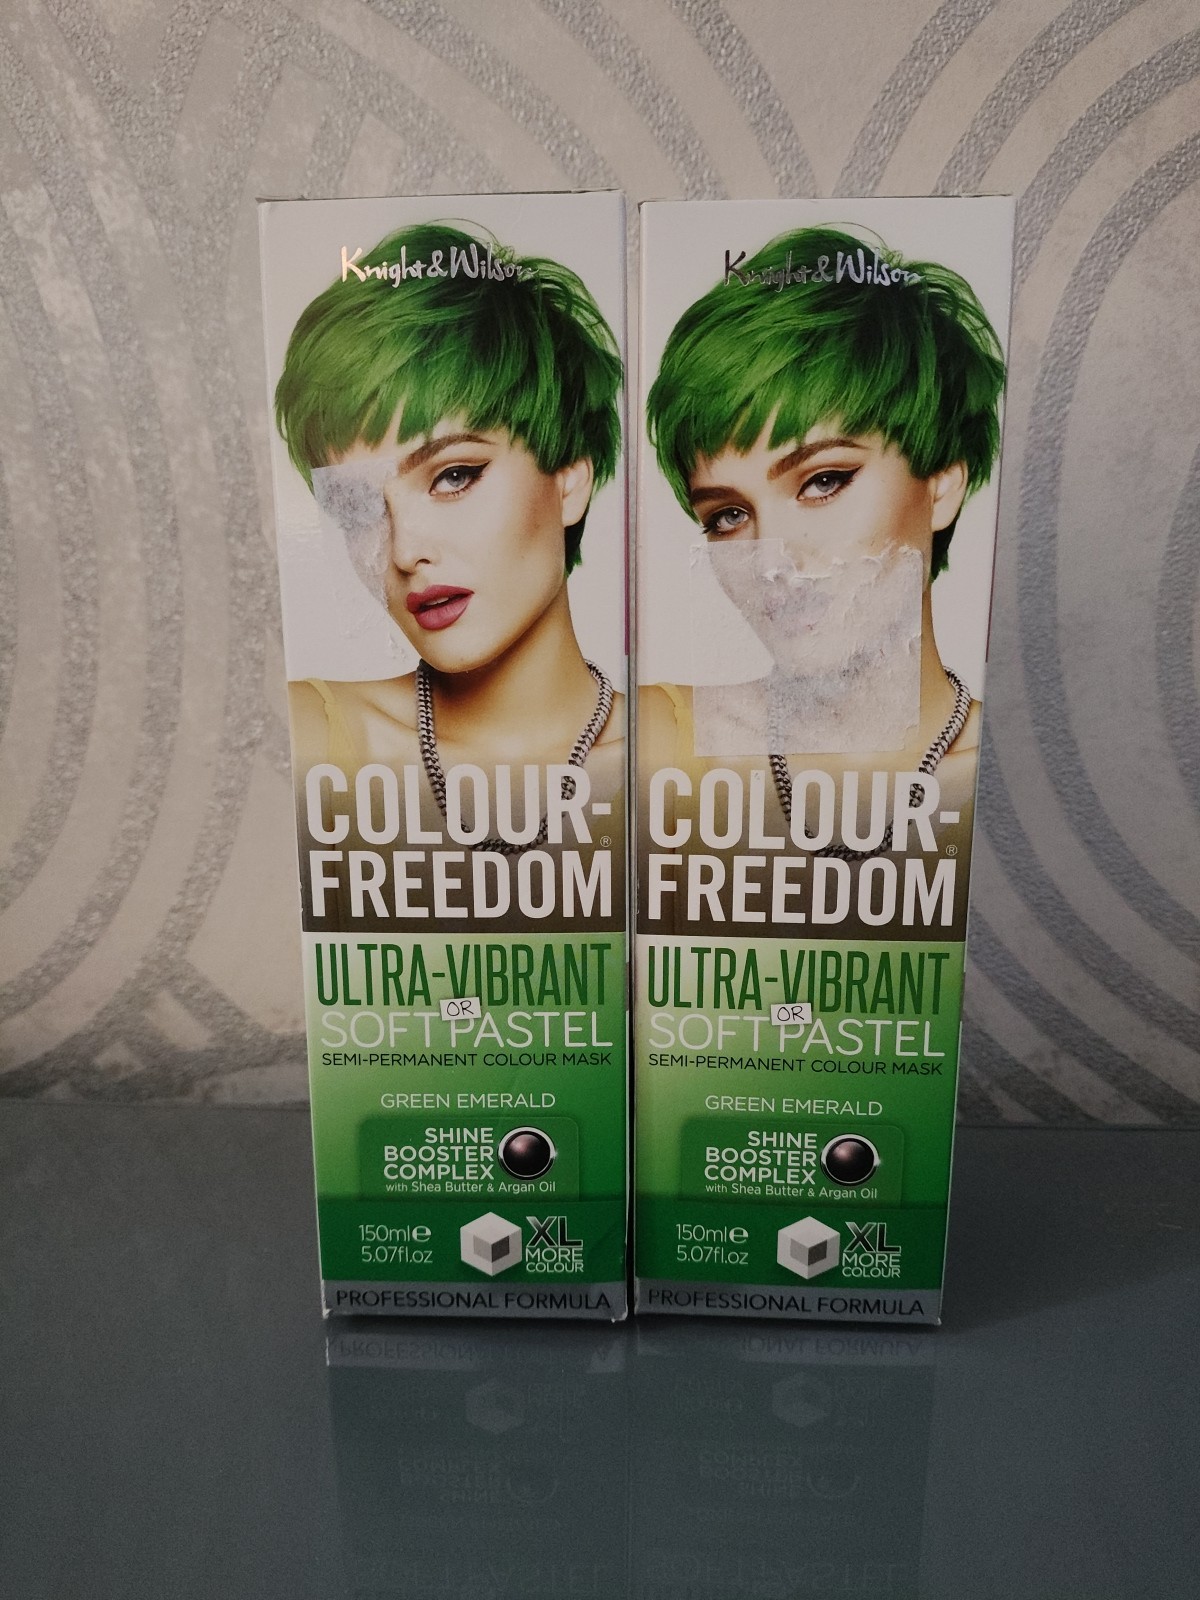 Knight & Wilson
COLOUR-
FREEDOM®
ULTRA-VIBRANT
OR
SOFT PASTEL
SEMI-PERMANENT COLOUR MASK
GREEN EMERALD
SHINE
BOOSTER
COMPLEX
with Shea Butter & Argan Oil
150ml℮
5.07fl.oz
XL
MORE
COLOUR
PROFESSIONAL FORMULA
Knight & Wilson
COLOUR-
FREEDOM®
ULTRA-VIBRANT
OR
SOFT PASTEL
SEMI-PERMANENT COLOUR MASK
GREEN EMERALD
SHINE
BOOSTER
COMPLEX
with Shea Butter & Argan Oil
150ml℮
5.07fl.oz
XL
MORE
COLOUR
PROFESSIONAL FORMULA